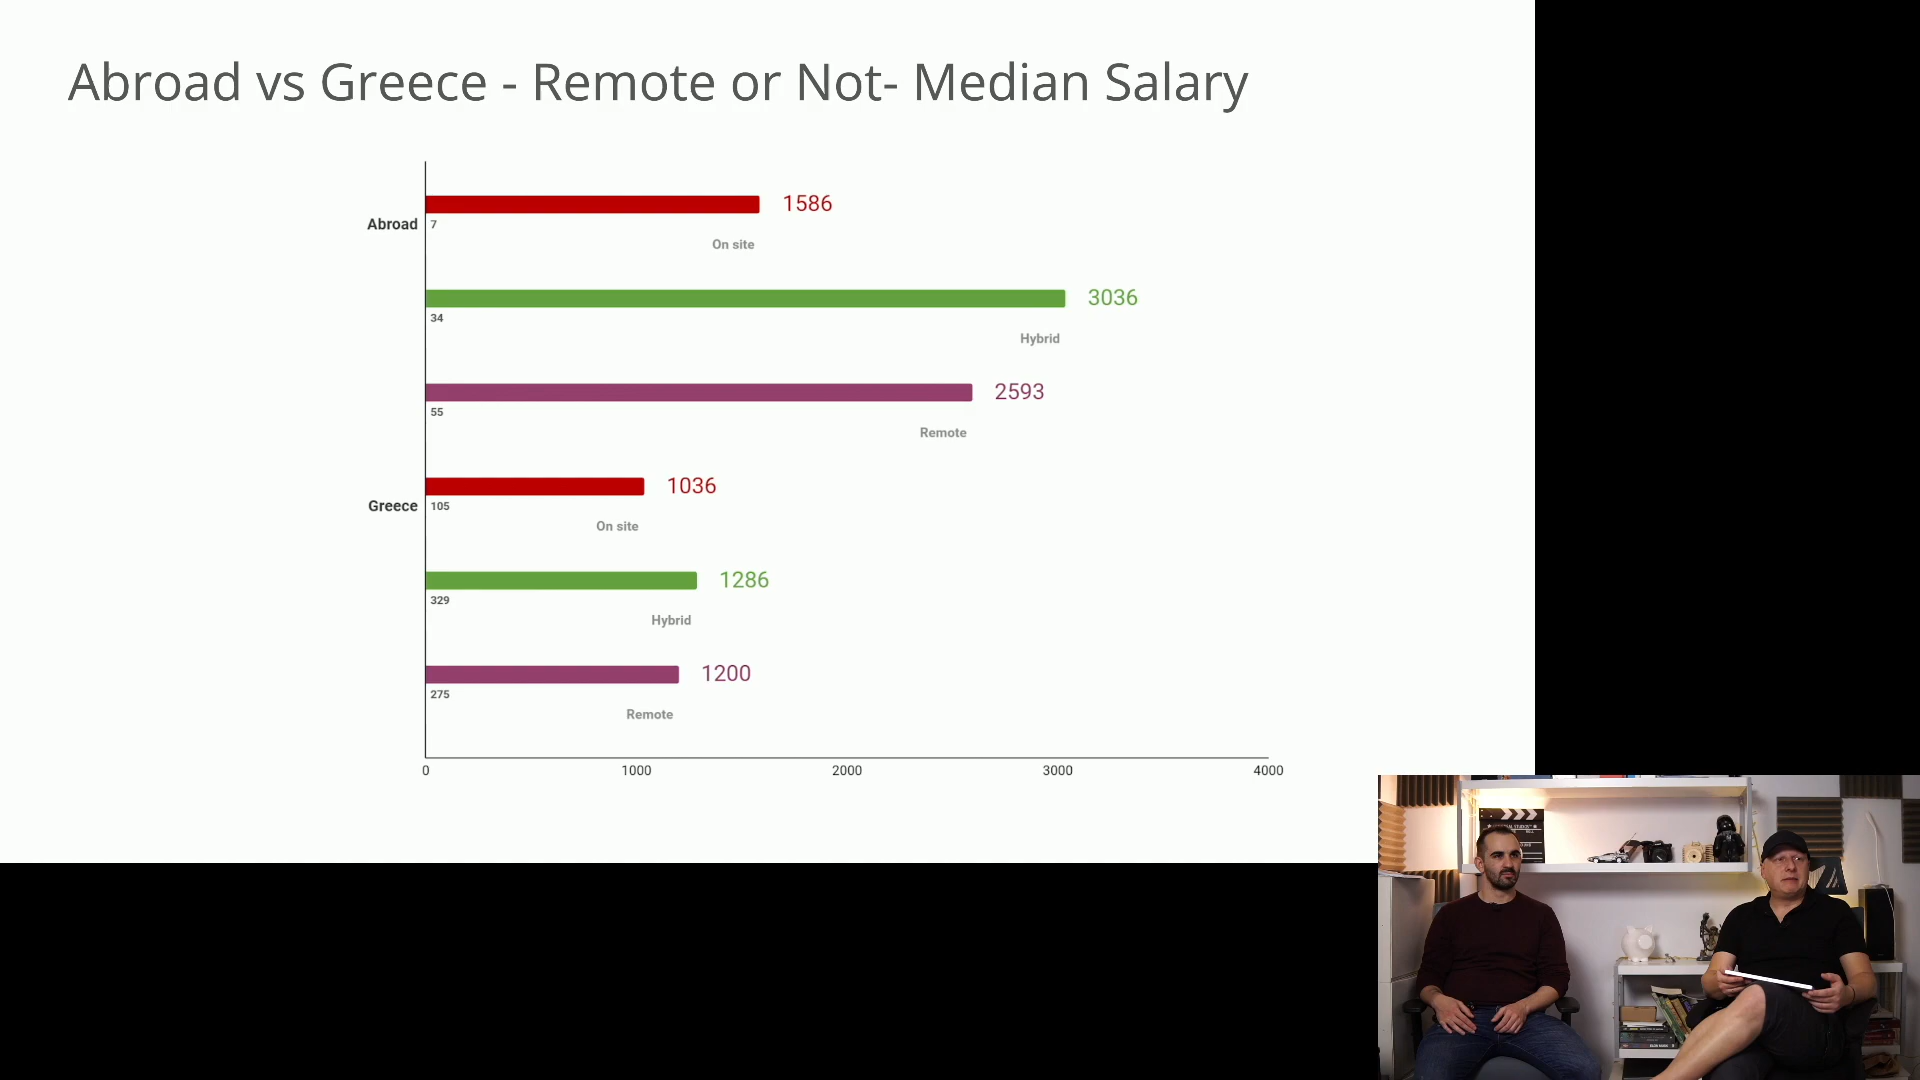 Abroad vs Greece - Remote or Not- Median Salary
1586
Abroad
7
On site
3036
34
Hybrid
2593
55
Remote
1036
Greece
105
On site
1286
329
Hybrid
1200
275
Remote
0 1000 2000 3000 4000